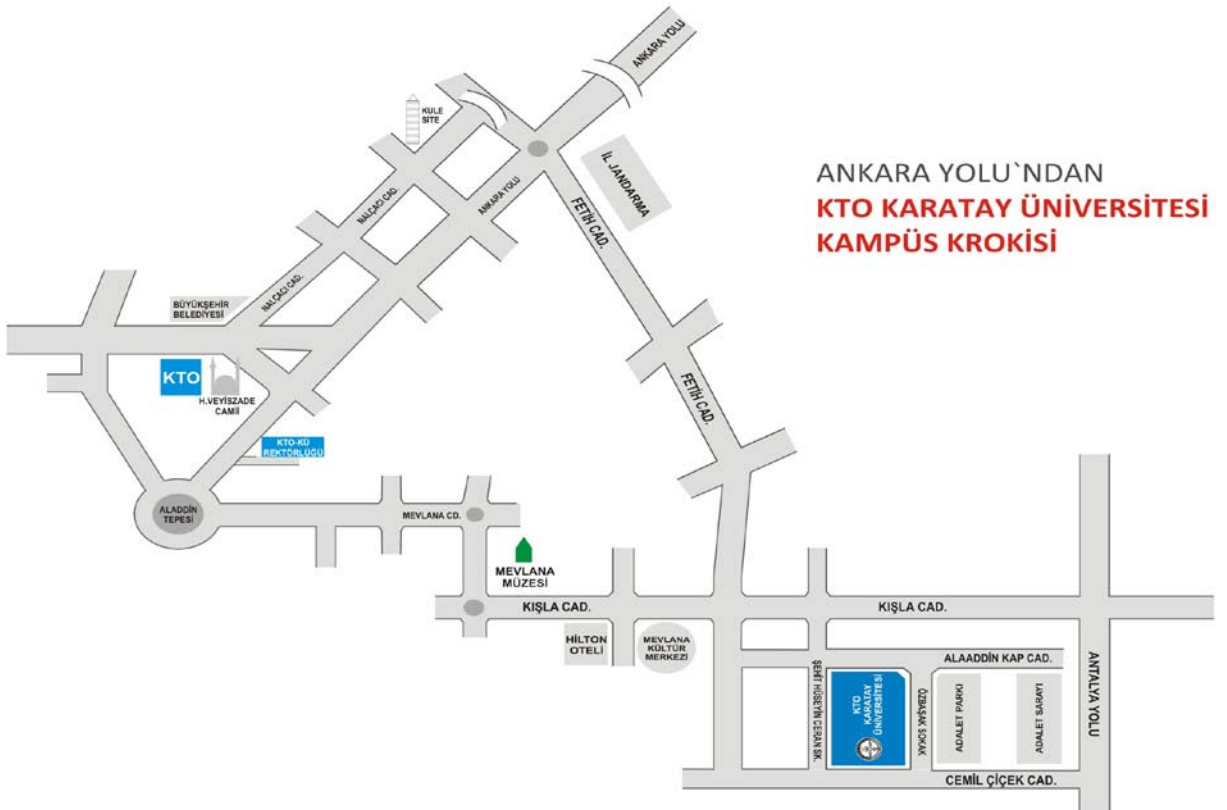 ANKARA YOLU
KULE
SİTE
İL JANDARMA
ANKARA YOLU`NDAN
KTO KARATAY ÜNİVERSİTESİ
KAMPÜS KROKİSİ
NALÇACI CAD.
ANKARA YOLU
FETİH CAD.
NALÇACI CAD.
BÜYÜKŞEHİR
BELEDİYESİ
KTO
H.VEYİSZADE
CAMİİ
FETİH CAD.
KTO-KÜ
REKTÖRLÜĞÜ
ALADDİN
TEPESİ
MEVLANA CD.
MEVLANA
MÜZESİ
KIŞLA CAD.
KIŞLA CAD.
HİLTON
OTELİ
MEVLANA
KÜLTÜR
MERKEZİ
ALAADDİN KAP CAD.
ŞEHİT HÜSEYİN CERAN SK.
KTO
KARATAY
ÜNİVERSİTESİ
ÖZBAŞAK SOKAK
ADALET PARKI
ADALET SARAYI
ANTALYA YOLU
CEMİL ÇİÇEK CAD.